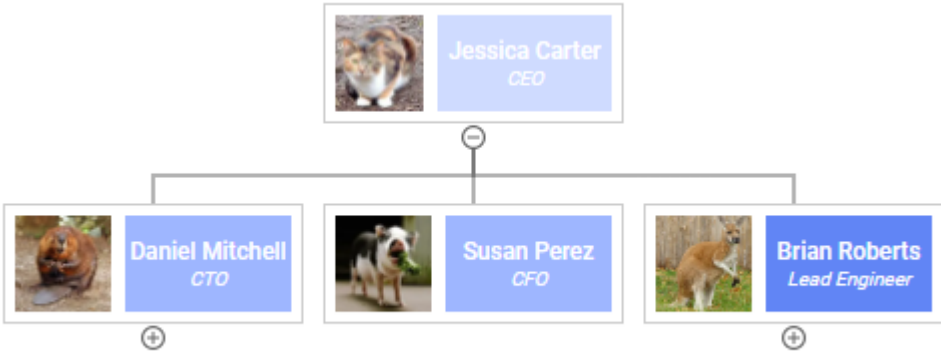 Jessica Carter
CEO
Daniel Mitchell
CTO
Susan Perez
CFO
Brian Roberts
Lead Engineer